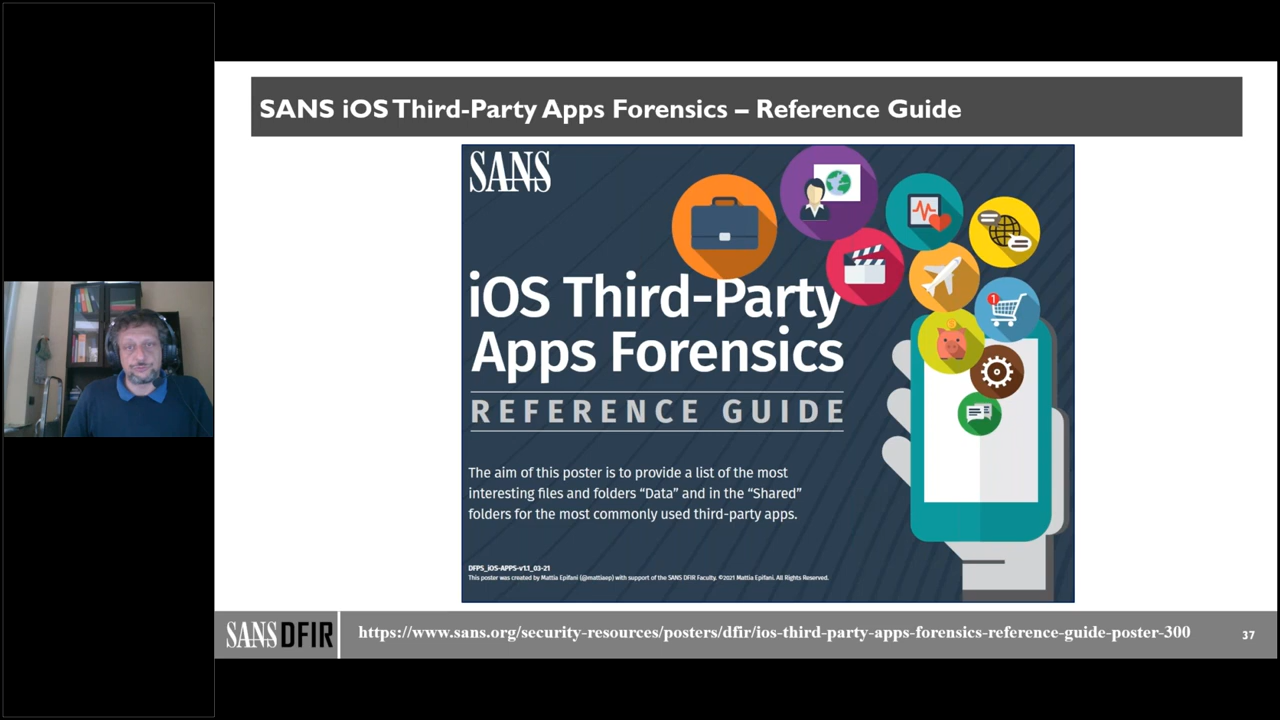 SANS iOS Third-Party Apps Forensics – Reference Guide
SANS
iOS Third-Party
Apps Forensics
REFERENCE GUIDE
The aim of this poster is to provide a list of the most
interesting files and folders “Data” and in the “Shared”
folders for the most commonly used third-party apps.
DFPS_iOS-APPS-v1.1_03-21
This poster was created by Mattia Epifani (@mattiaep) with support of the SANS DFIR Faculty. ©2021 Mattia Epifani. All Rights Reserved.
1
SANS DFIR
https://www.sans.org/security-resources/posters/dfir/ios-third-party-apps-forensics-reference-guide-poster-300
37